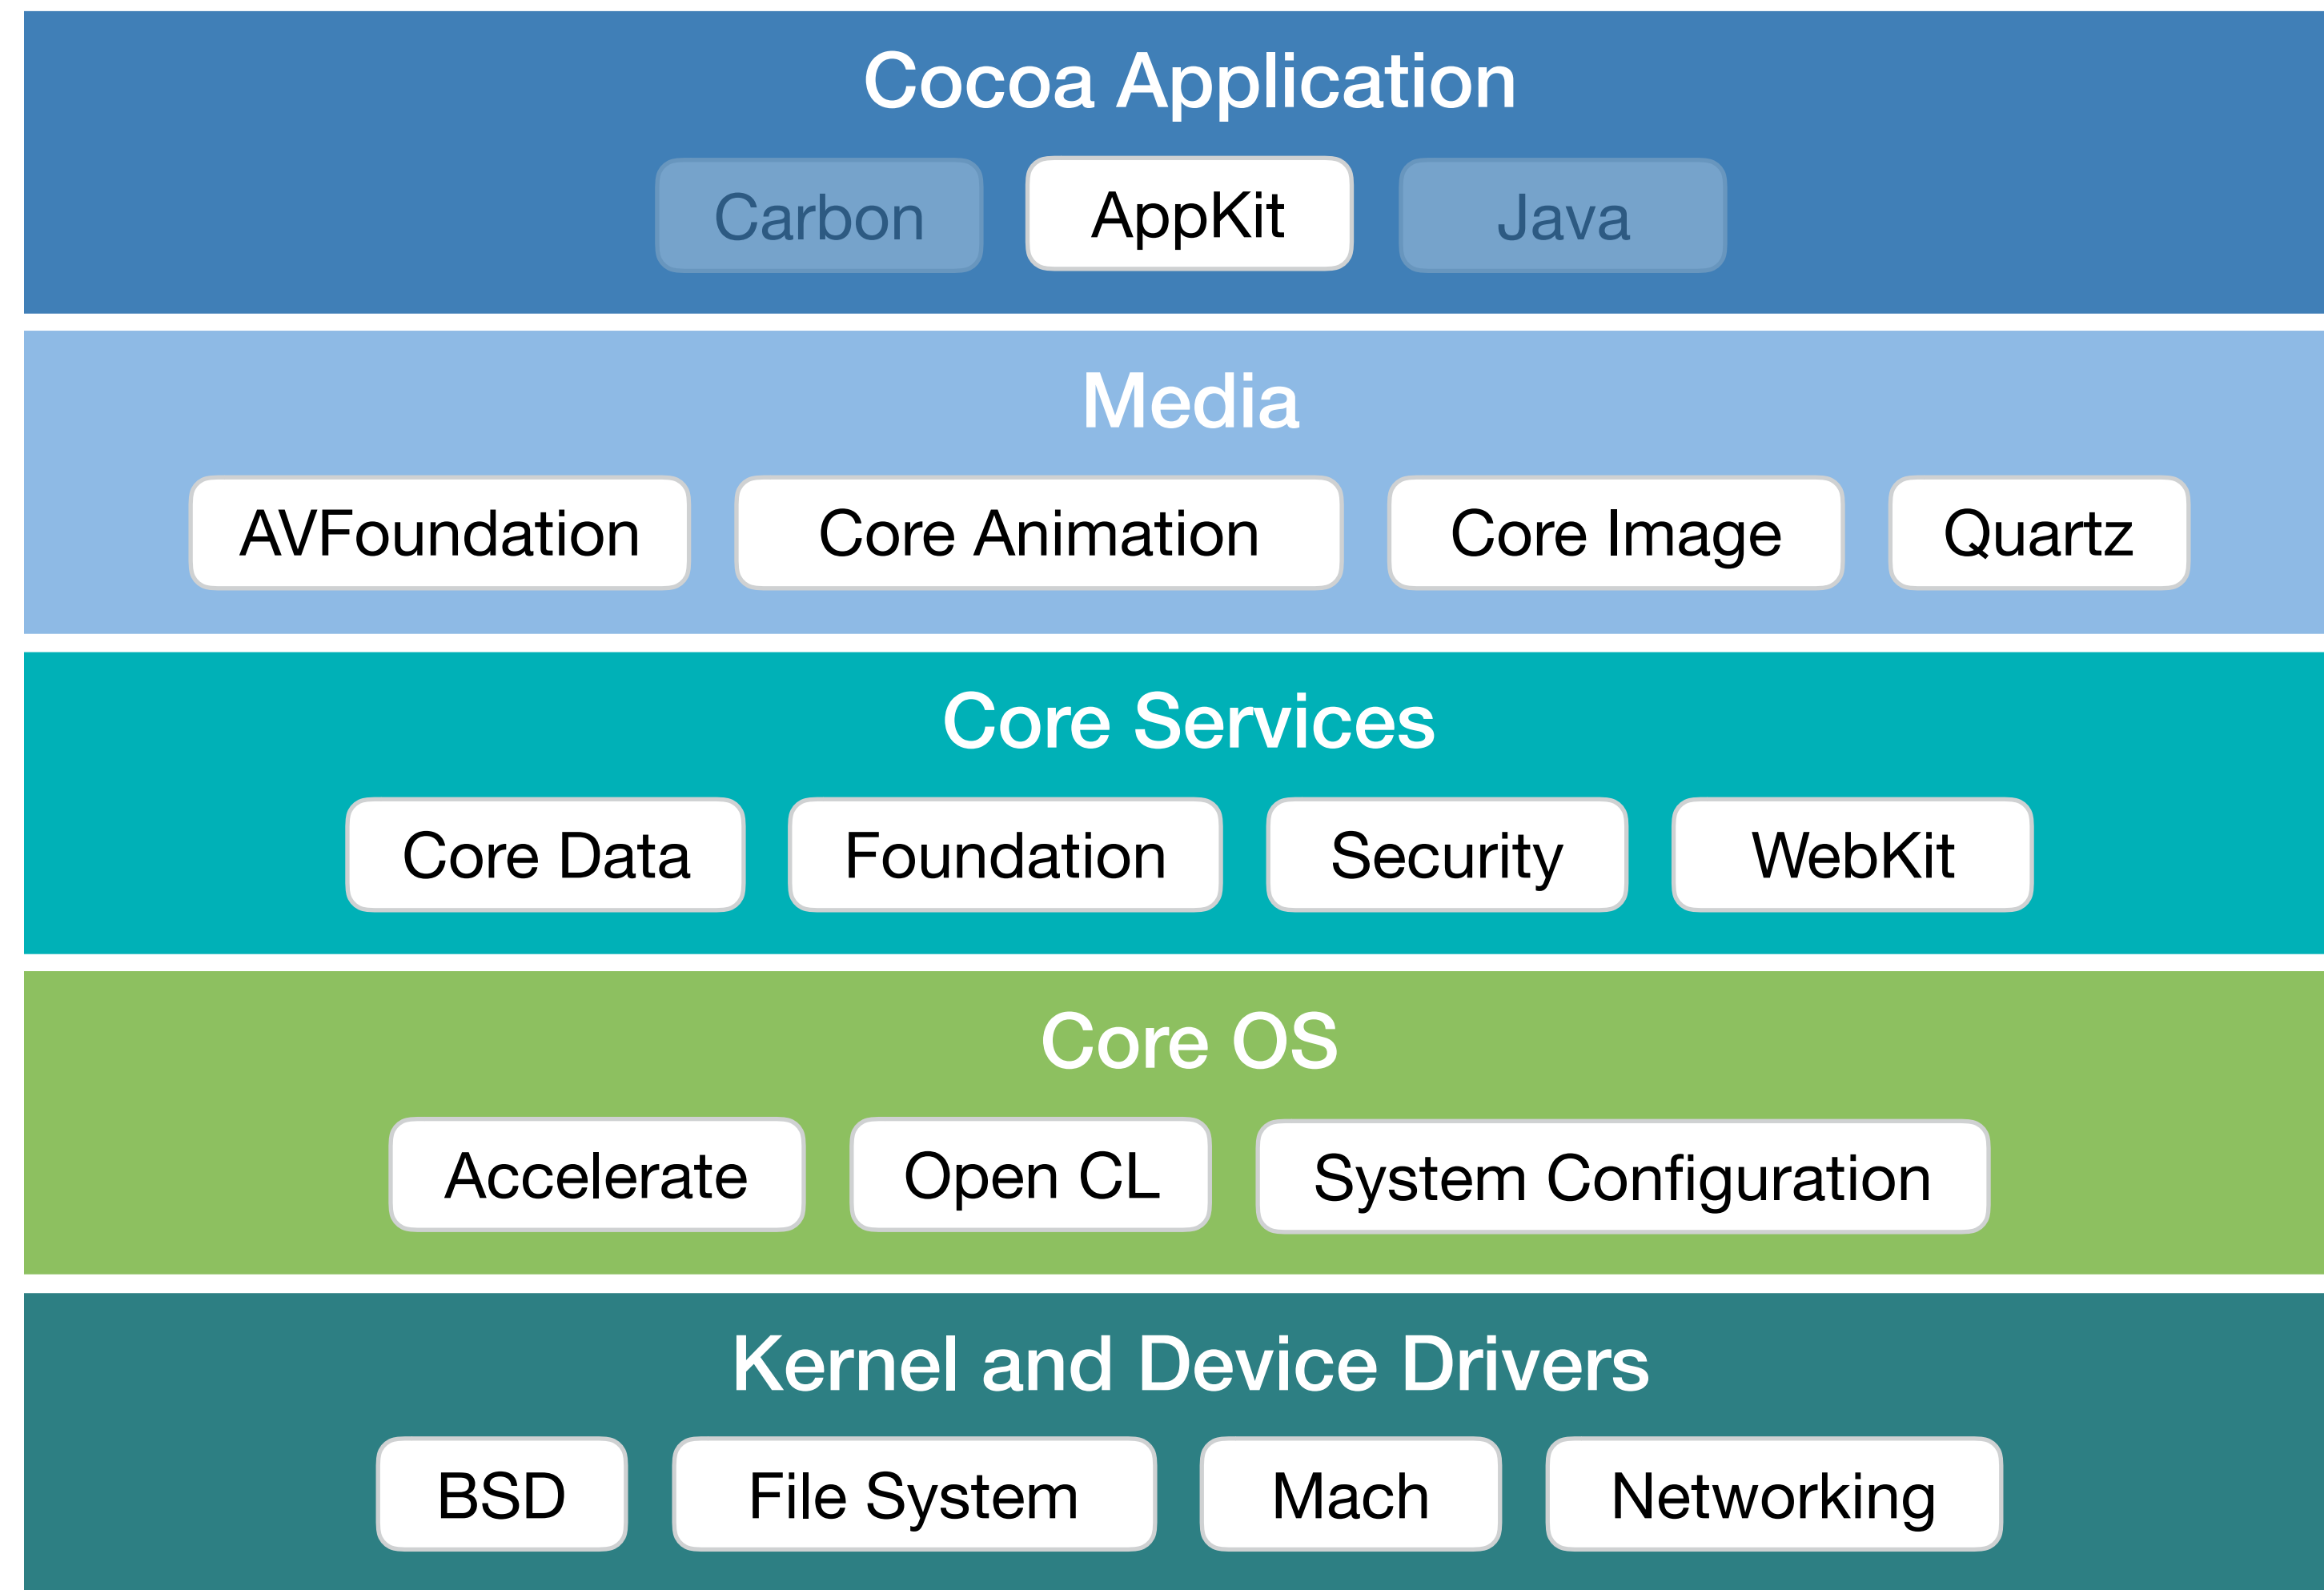 Cocoa Application
Carbon AppKit Java
Media
AVFoundation Core Animation Core Image Quartz
Core Services
Core Data Foundation Security WebKit
Core OS
Accelerate Open CL System Configuration
Kernel and Device Drivers
BSD File System Mach Networking